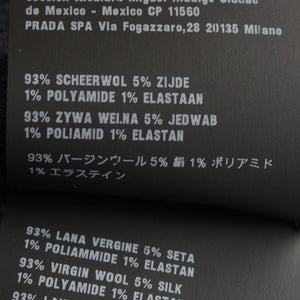 de Mexico - Mexico CP 11560
PRADA SPA Via Fogazzaro,28 20135 Milano
93% SCHEERWOL 5% ZIJDE
1% POLYAMIDE 1% ELASTAAN
93% ZYWA WEŁNA 5% JEDWAB
1% POLIAMID 1% ELASTAN
93% バージンウール 5% 絹 1% ポリアミド
1% エラステイン
93% LANA VERGINE 5% SETA
1% POLIAMMIDE 1% ELASTAN
93% VIRGIN WOOL 5% SILK
1% POLYAMIDE 1% ELASTAN
93%